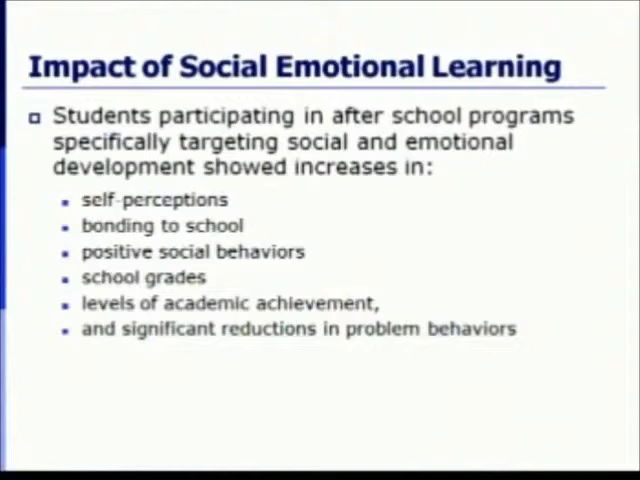 Impact of Social Emotional Learning
Students participating in after school programs
specifically targeting social and emotional
development showed increases in:
self-perceptions
bonding to school
positive social behaviors
school grades
levels of academic achievement,
and significant reductions in problem behaviors